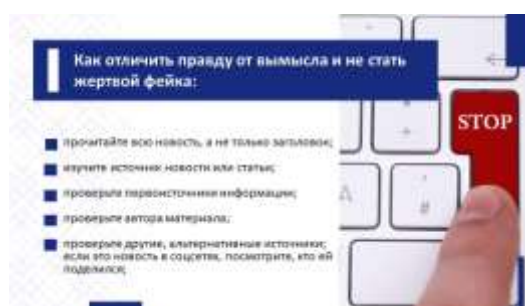 Как отличить правду от вымысла и не стать
жертвой фейка:
прочитайте всю новость, а не только заголовок;
изучите источник новости или статьи;
проверьте первоисточники информации;
проверьте автора материала;
проверьте другие, альтернативные источники;
если это новость в соцсетях, посмотрите, кто ей
поделился;
STOP
#